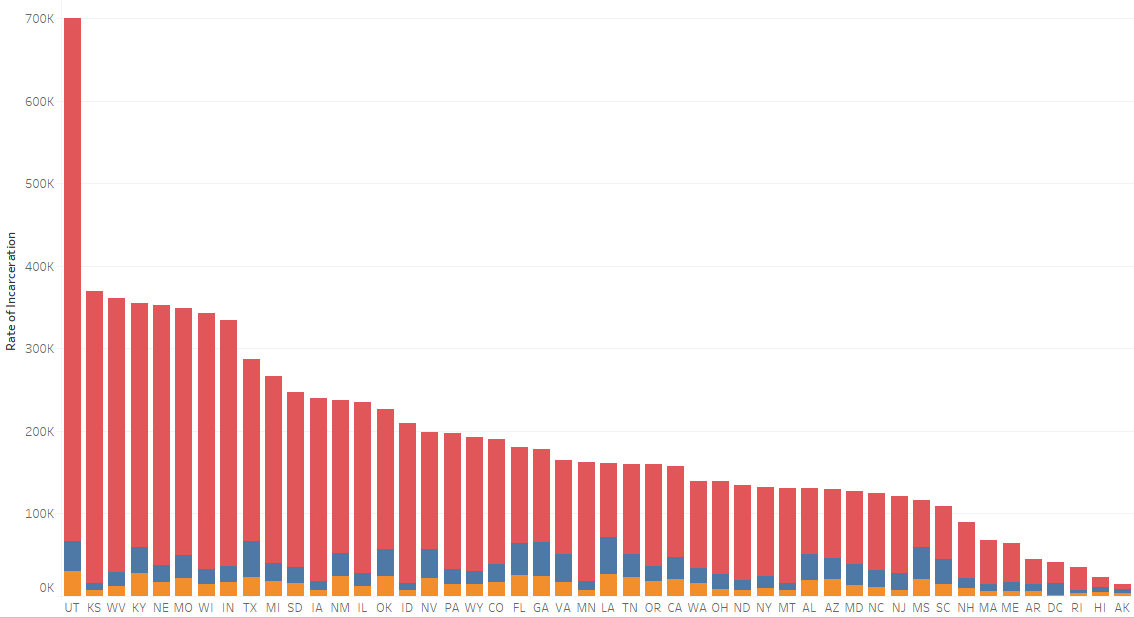 700K
600K
500K
400K
300K
200K
100K
0K
Rate of Incarceration
UT KS WV KY NE MO WI IN TX MI SD IA NM IL OK ID NV PA WY CO FL GA VA MN LA TN OR CA WA OH ND NY MT AL AZ MD NC NJ MS SC NH MA ME AR DC RI HI AK